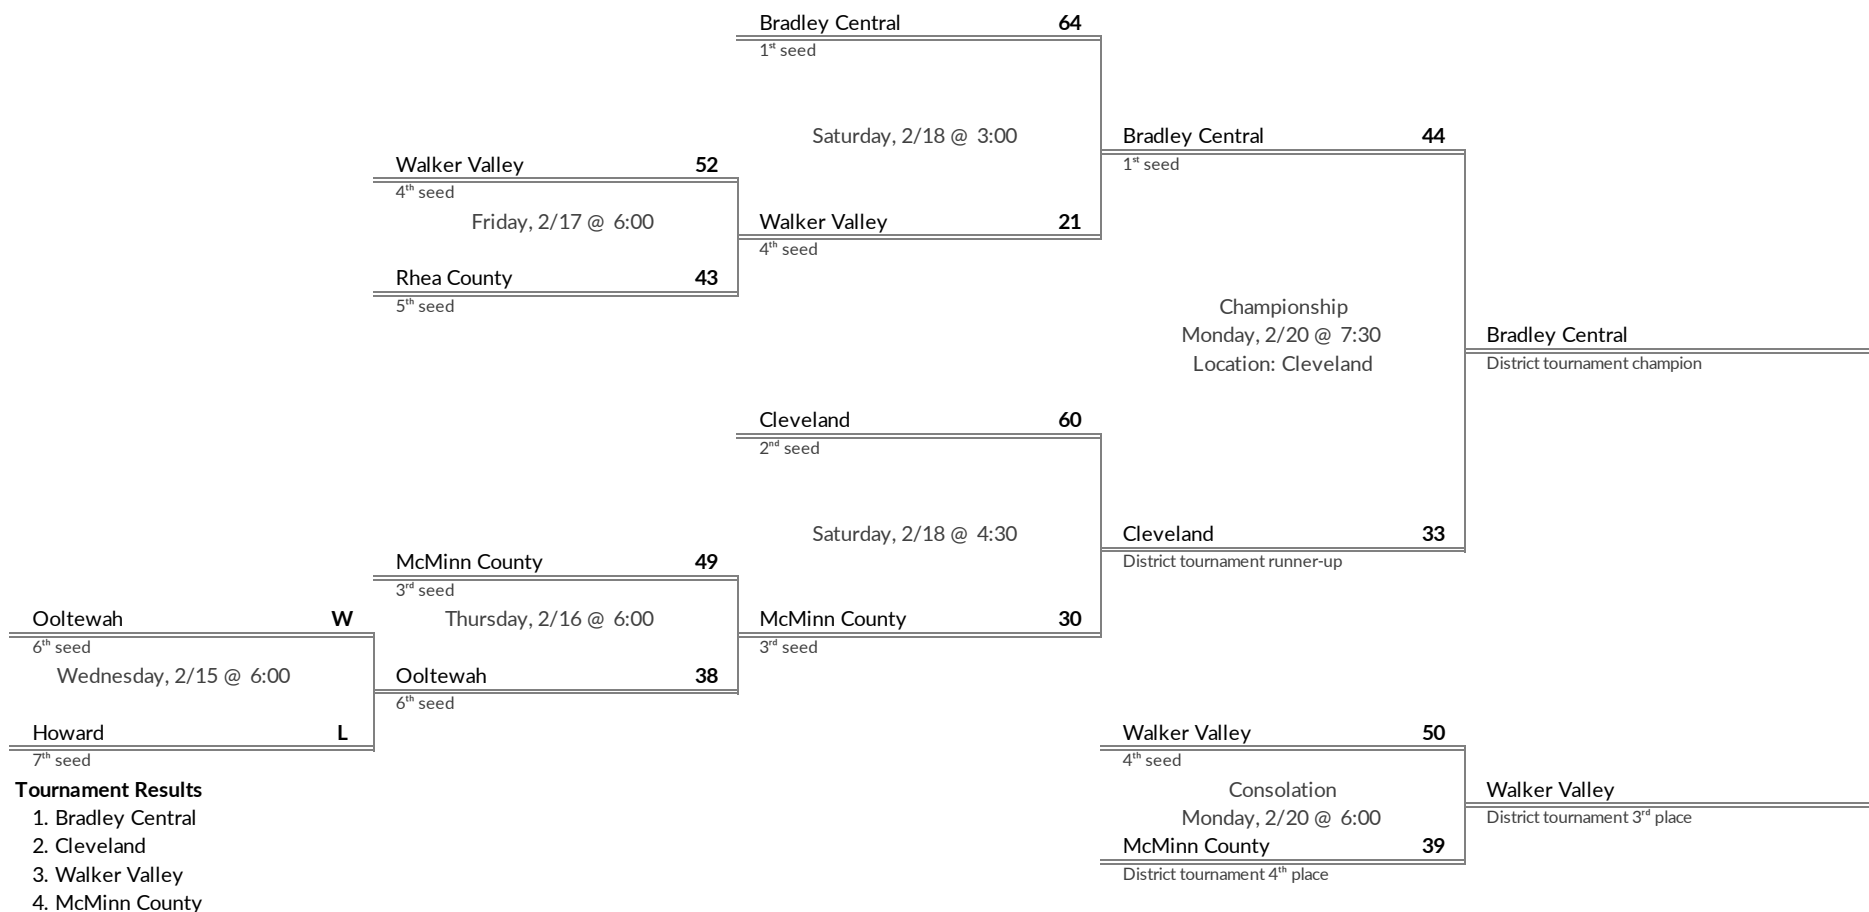 Bradley Central 64
1st seed
Saturday, 2/18 @ 3:00
Bradley Central 44
1st seed
Walker Valley 52
4th seed
Friday, 2/17 @ 6:00
Walker Valley 21
4th seed
Rhea County 43
5th seed
Championship
Monday, 2/20 @ 7:30
Location: Cleveland
Bradley Central
District tournament champion
Cleveland 60
2nd seed
Saturday, 2/18 @ 4:30
Cleveland 33
District tournament runner-up
McMinn County 49
3rd seed
Thursday, 2/16 @ 6:00
McMinn County 30
3rd seed
Ooltewah W
6th seed
Wednesday, 2/15 @ 6:00
Ooltewah 38
6th seed
Howard L
7th seed
Walker Valley 50
4th seed
Consolation
Monday, 2/20 @ 6:00
Walker Valley
District tournament 3rd place
McMinn County 39
District tournament 4th place
Tournament Results
1. Bradley Central
2. Cleveland
3. Walker Valley
4. McMinn County